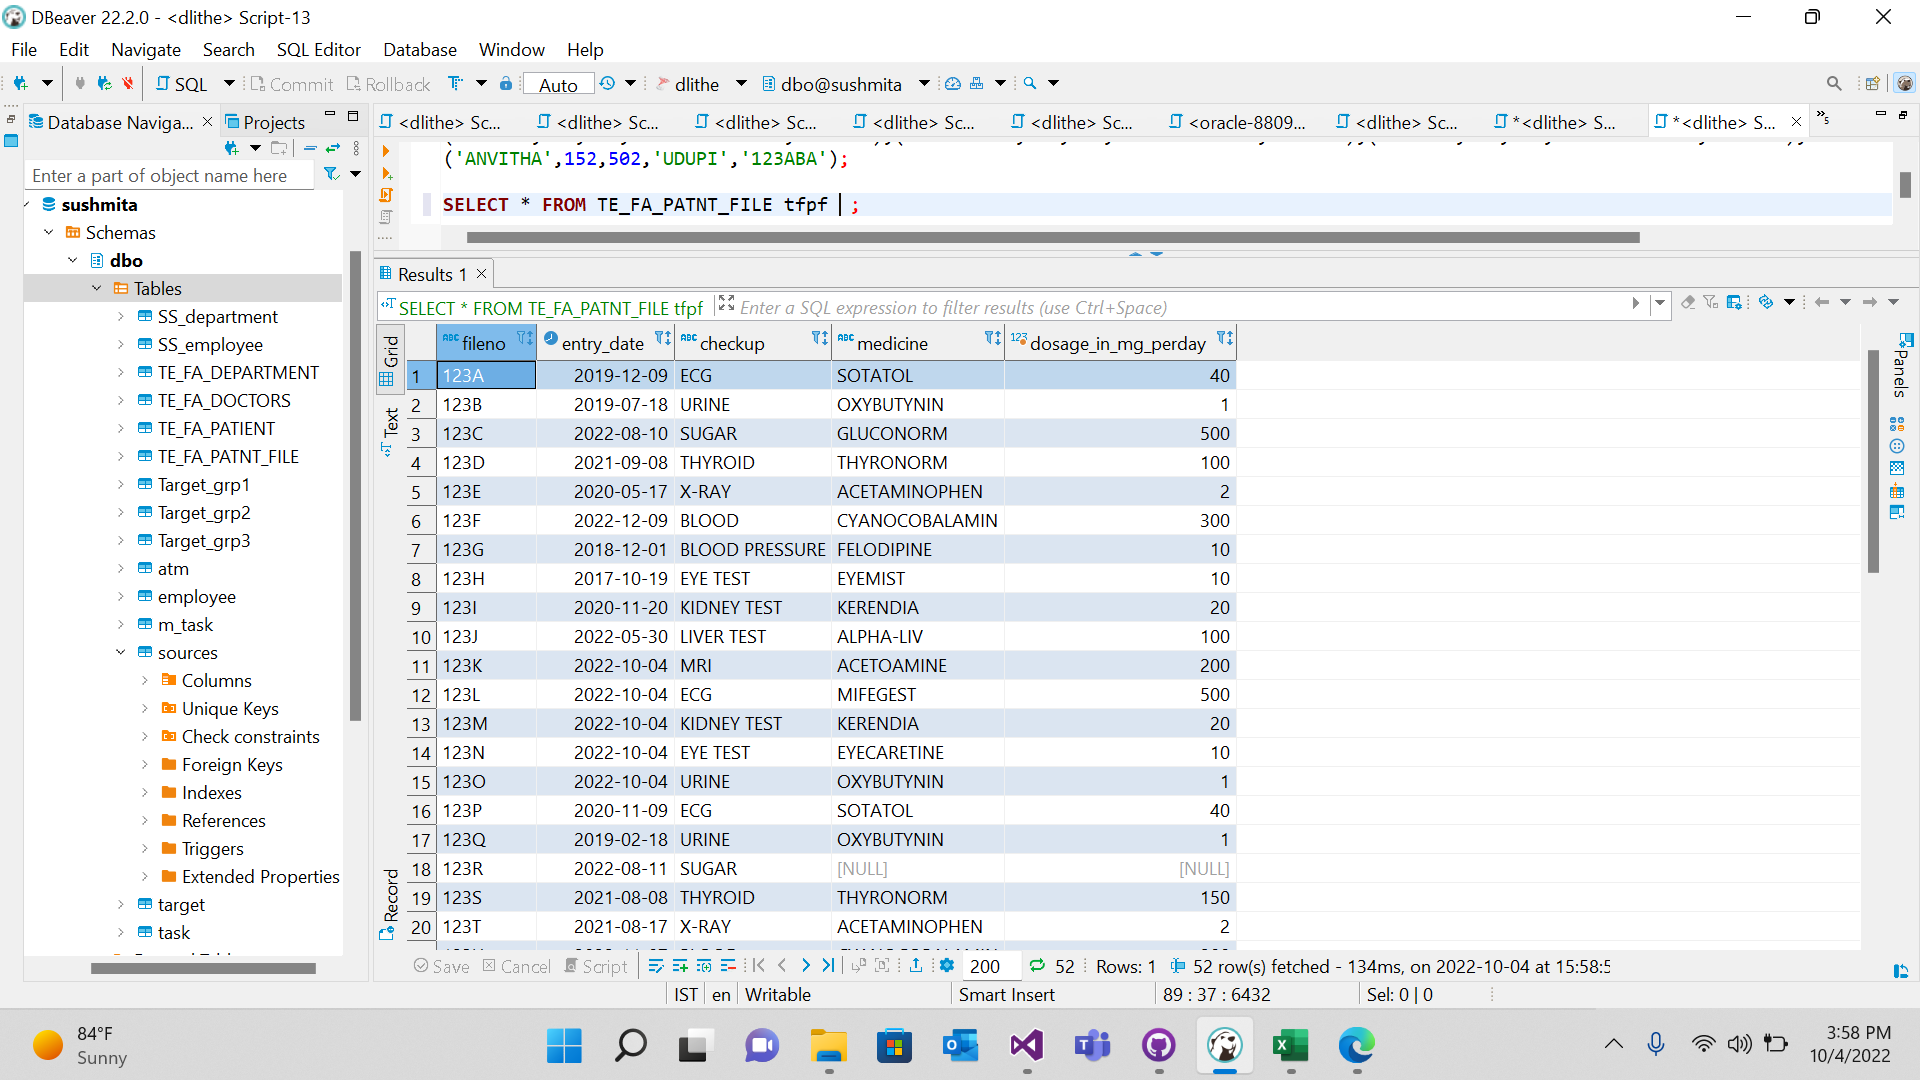 DBeaver 22.2.0 - <dlithe> Script-13
File Edit Navigate Search SQL Editor Database Window Help
SQL Commit Rollback Auto dlithe dbo@sushmita
Database Naviga... Projects
<dlithe> Sc... <dlithe> Sc... <dlithe> Sc... <dlithe> Sc... <dlithe> Sc... <oracle-8809... <dlithe> Sc... *<dlithe> S... *<dlithe> S... »5
Enter a part of object name here
sushmita
Schemas
dbo
Tables
SS_department
SS_employee
TE_FA_DEPARTMENT
TE_FA_DOCTORS
TE_FA_PATIENT
TE_FA_PATNT_FILE
Target_grp1
Target_grp2
Target_grp3
atm
employee
m_task
sources
Columns
Unique Keys
Check constraints
Foreign Keys
Indexes
References
Triggers
Extended Properties
target
task
('ANVITHA',152,502,'UDUPI','123ABA');
SELECT * FROM TE_FA_PATNT_FILE tfpf ;
Results 1
SELECT * FROM TE_FA_PATNT_FILE tfpf Enter a SQL expression to filter results (use Ctrl+Space)
Grid
Text
Record
Panels
ABC fileno entry_date ABC checkup ABC medicine 123 dosage_in_mg_perday
1 123A 2019-12-09 ECG SOTATOL 40
2 123B 2019-07-18 URINE OXYBUTYNIN 1
3 123C 2022-08-10 SUGAR GLUCONORM 500
4 123D 2021-09-08 THYROID THYRONORM 100
5 123E 2020-05-17 X-RAY ACETAMINOPHEN 2
6 123F 2022-12-09 BLOOD CYANOCOBALAMIN 300
7 123G 2018-12-01 BLOOD PRESSURE FELODIPINE 10
8 123H 2017-10-19 EYE TEST EYEMIST 10
9 123I 2020-11-20 KIDNEY TEST KERENDIA 20
10 123J 2022-05-30 LIVER TEST ALPHA-LIV 100
11 123K 2022-10-04 MRI ACETOAMINE 200
12 123L 2022-10-04 ECG MIFEGEST 500
13 123M 2022-10-04 KIDNEY TEST KERENDIA 20
14 123N 2022-10-04 EYE TEST EYECARETINE 10
15 123O 2022-10-04 URINE OXYBUTYNIN 1
16 123P 2020-11-09 ECG SOTATOL 40
17 123Q 2019-02-18 URINE OXYBUTYNIN 1
18 123R 2022-08-11 SUGAR [NULL] [NULL]
19 123S 2021-08-08 THYROID THYRONORM 150
20 123T 2021-08-17 X-RAY ACETAMINOPHEN 2
Save Cancel Script 200 52 Rows: 1 52 row(s) fetched - 134ms, on 2022-10-04 at 15:58:5
IST en Writable Smart Insert 89 : 37 : 6432 Sel: 0 | 0
84°F
Sunny
3:58 PM
10/4/2022